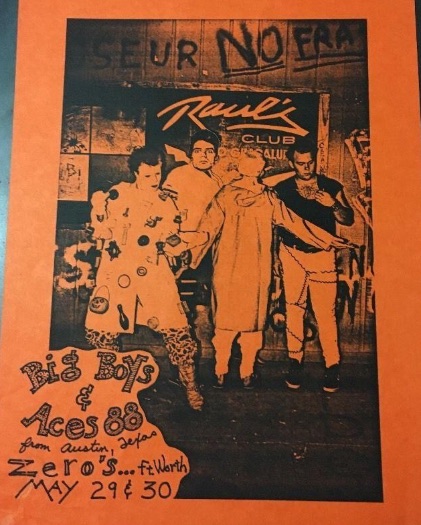 SEUR NO FRA
Raul's
CLUB
Big Boys
&
Aces 88
from Austin, Texas
Zero's... Ft. Worth
MAY 29 & 30